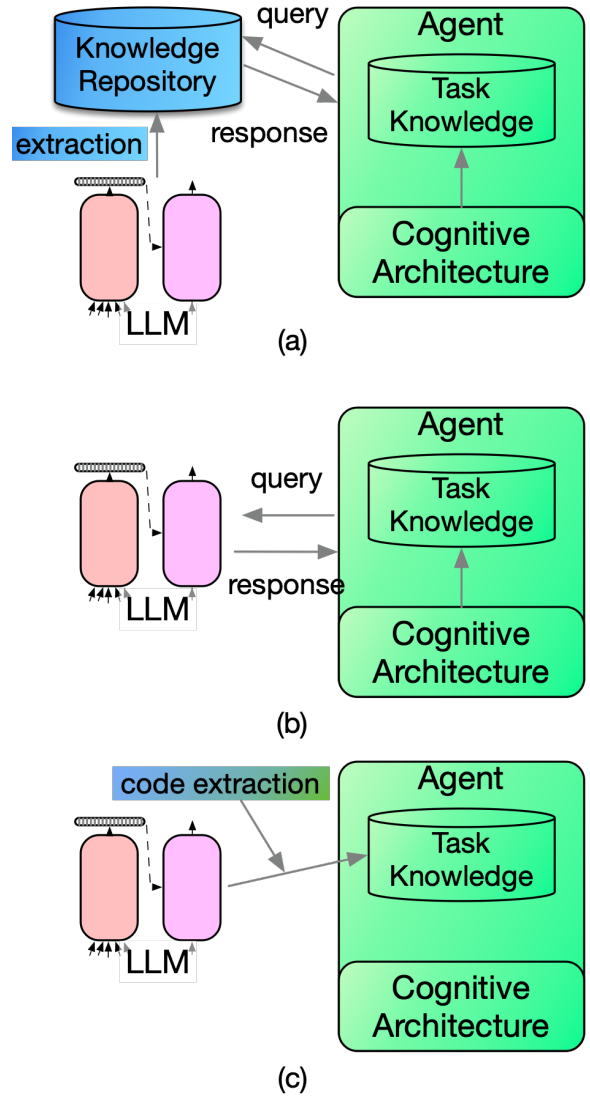 query
Agent
Knowledge
Repository
Task
Knowledge
response
extraction
Cognitive
Architecture
LLM
(a)
Agent
query
Task
Knowledge
response
LLM
Cognitive
Architecture
(b)
code extraction
Agent
Task
Knowledge
LLM
Cognitive
Architecture
(c)